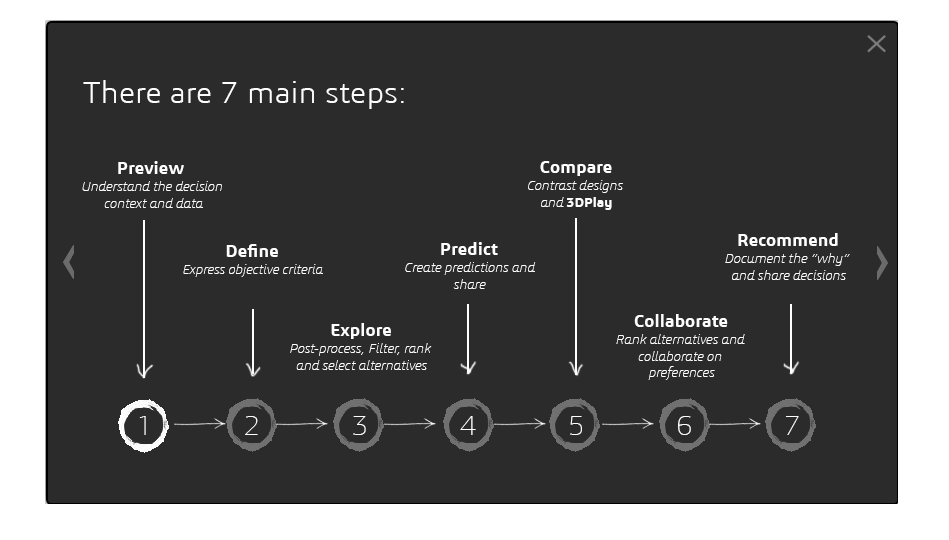 There are 7 main steps:
Preview
Understand the decision
context and data
Define
Express objective criteria
Explore
Post-process, Filter, rank
and select alternatives
Predict
Create predictions and
share
Compare
Contrast designs
and 3DPlay
Collaborate
Rank alternatives and
collaborate on
preferences
Recommend
Document the "why"
and share decisions
1 2 3 4 5 6 7